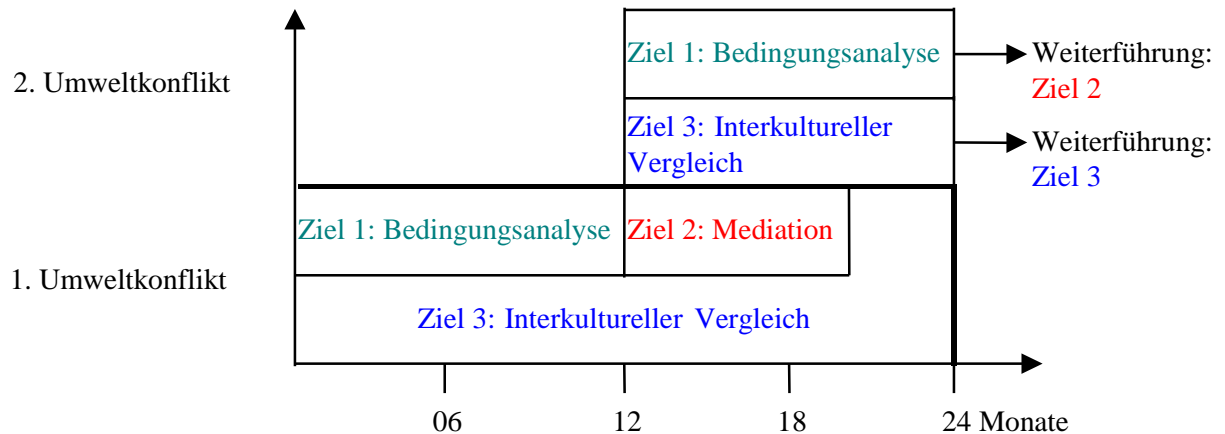 Ziel 1: Bedingungsanalyse
Weiterführung:
Ziel 2
2. Umweltkonflikt
Ziel 3: Interkultureller
Vergleich
Weiterführung:
Ziel 3
Ziel 1: Bedingungsanalyse
Ziel 2: Mediation
1. Umweltkonflikt
Ziel 3: Interkultureller Vergleich
06
12
18
24 Monate